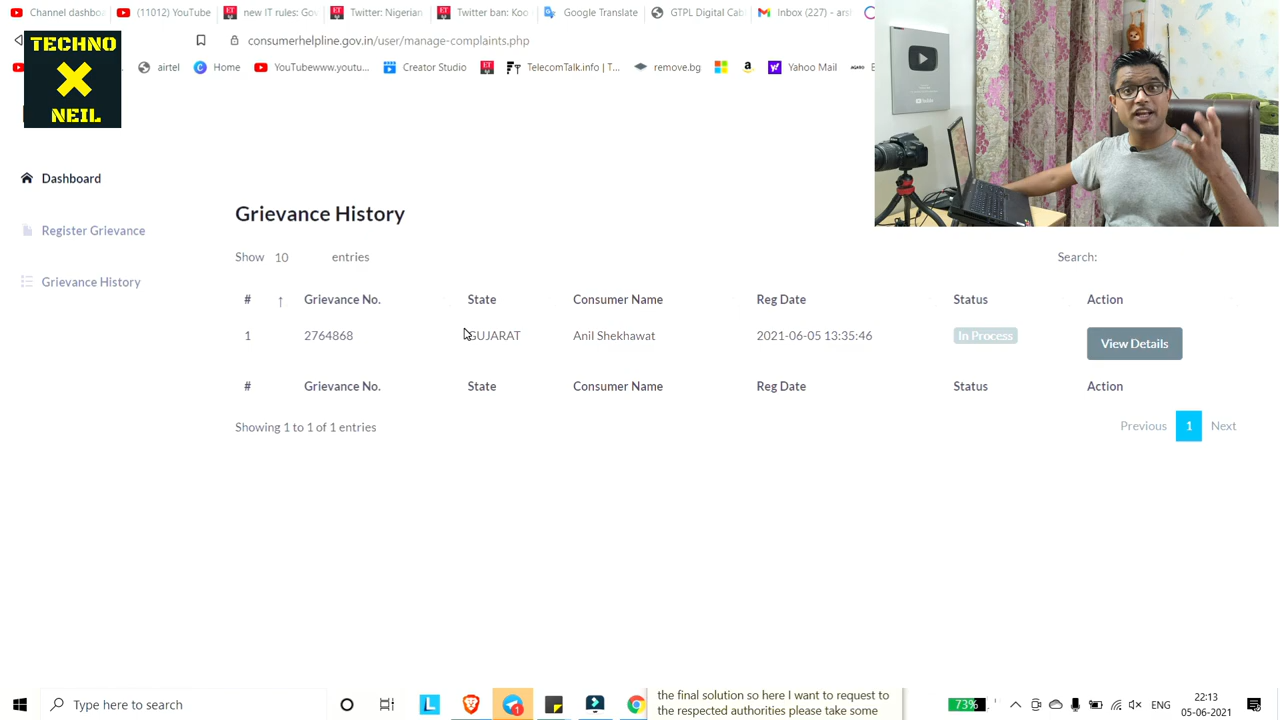 Channel dashboa
(11012) YouTube
new IT rules: Gov
Twitter: Nigerian
Twitter ban: Koo
Google Translate
GTPL Digital Cabl
Inbox (227) - arsh
consumerhelpline.gov.in/user/manage-complaints.php
airtel
Home
YouTubewww.youtu...
Creator Studio
TelecomTalk.info | T...
remove.bg
Yahoo Mail
TECHNO
X
NEIL
Dashboard
Register Grievance
Grievance History
Grievance History
Show 10 entries
Search:
# ↑ Grievance No. State Consumer Name Reg Date Status Action
1 2764868 GUJARAT Anil Shekhawat 2021-06-05 13:35:46 In Process View Details
# Grievance No. State Consumer Name Reg Date Status Action
Showing 1 to 1 of 1 entries
Previous 1 Next
the final solution so here I want to request to
the respected authorities please take some
Type here to search
73%
ENG
22:13
05-06-2021